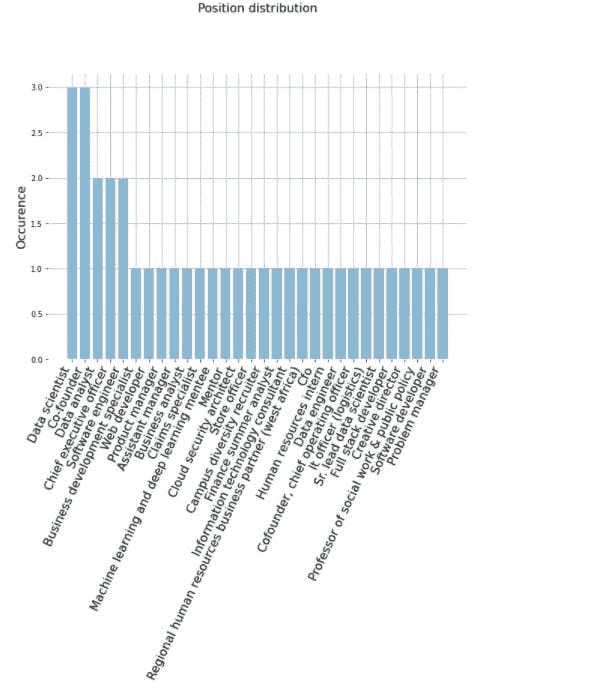 Position distribution
Occurence
3.0
2.5
2.0
1.5
1.0
0.5
0.0
Data scientist
Co-founder
Data analyst
Chief executive officer
Software engineer
Business development specialist
Web developer
Product manager
Assistant manager
Business analyst
Claims specialist
Machine learning and deep learning mentee
Mentor
Cloud security architect
Store officer
Campus diversity recruiter
Finance summer analyst
Information technology consultant
Regional human resources business partner (west africa)
Cfo
Human resources intern
Data engineer
Cofounder, chief operating officer
It officer (logistics)
Sr. lead data scientist
Full stack developer
Creative director
Professor of social work & public policy
Software developer
Problem manager